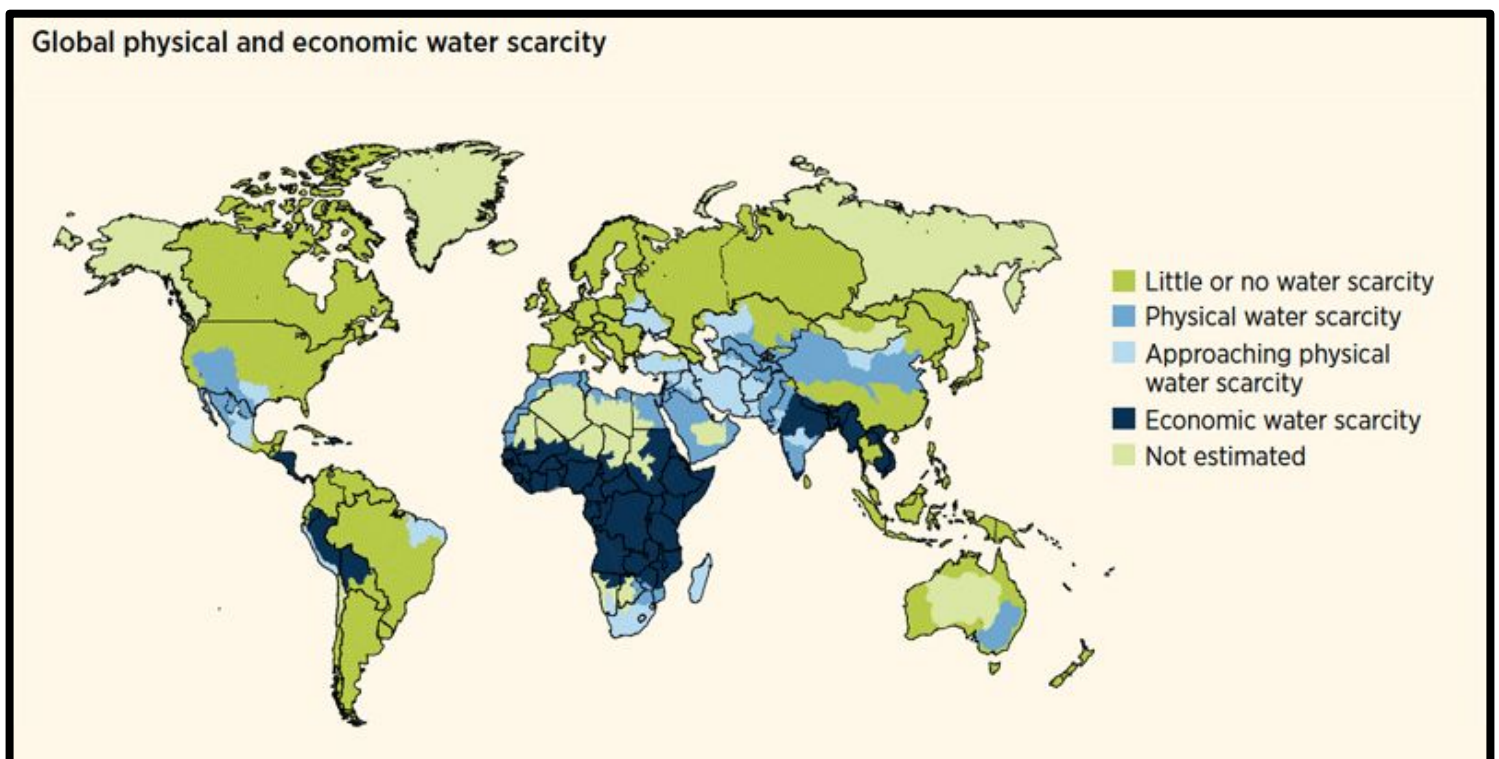 Global physical and economic water scarcity
Little or no water scarcity
Physical water scarcity
Approaching physical
water scarcity
Economic water scarcity
Not estimated